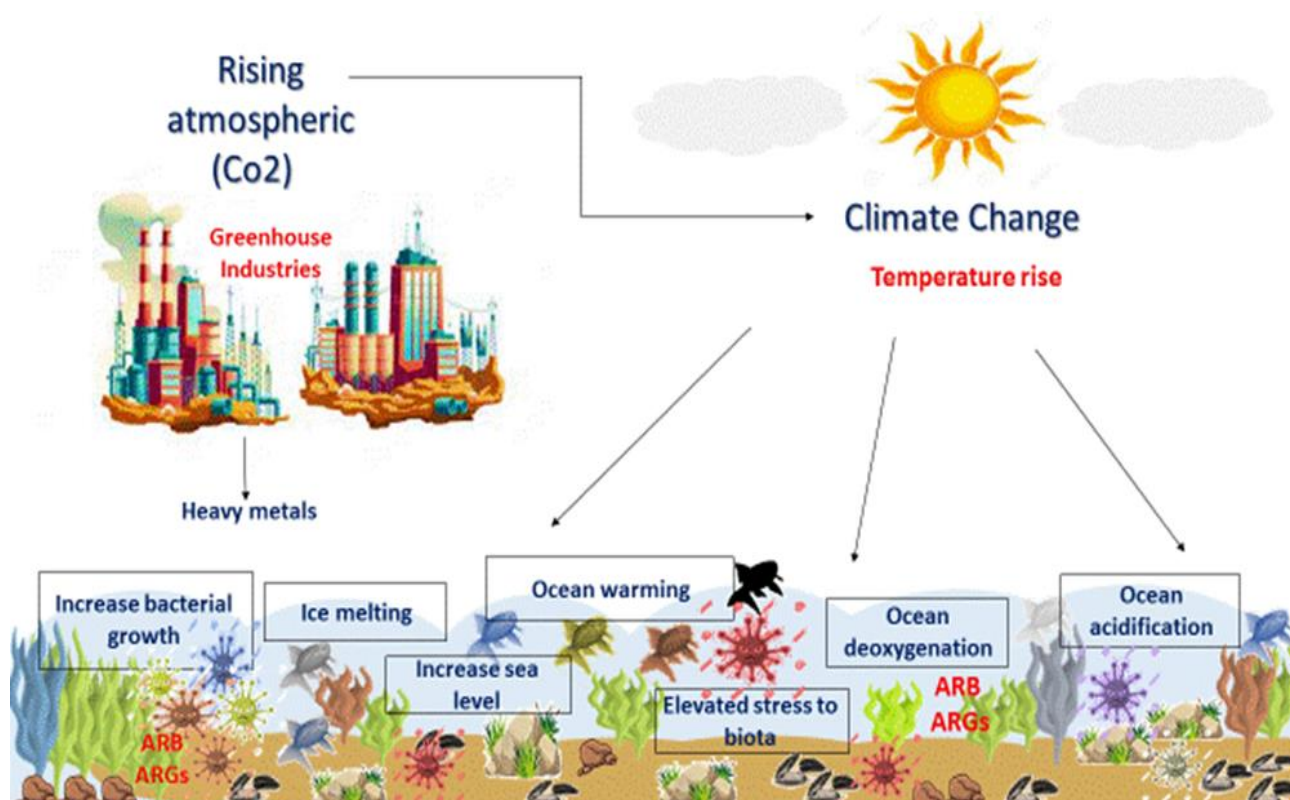 Rising
atmospheric
(Co2)
Greenhouse
Industries
Climate Change
Temperature rise
Heavy metals
Increase bacterial
growth
Ice melting
Ocean warming
Increase sea
level
Elevated stress to
biota
Ocean
deoxygenation
Ocean
acidification
ARB
ARGs
ARB
ARGs